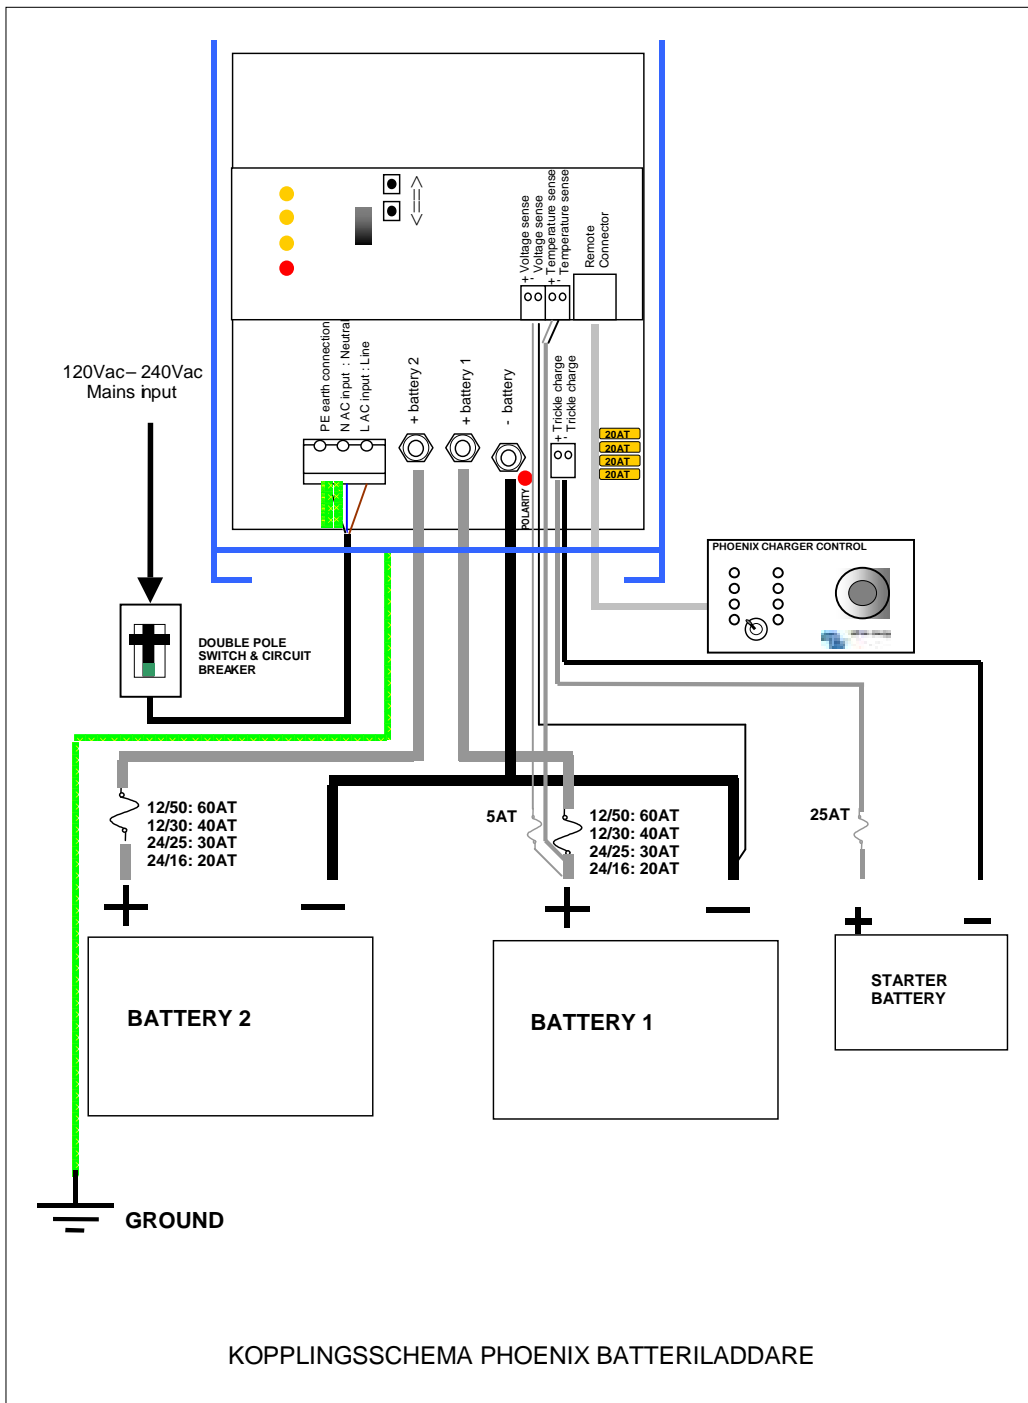 + Voltage sense
- Voltage sense
+ Temperature sense
- Temperature sense
Remote
Connector
<==>
PE earth connection
N AC input : Neutral
L AC input : Line
+ battery 2
+ battery 1
- battery
+ Trickle charge
- Trickle charge
20AT
20AT
20AT
20AT
POLARITY
120Vac– 240Vac
Mains input
PHOENIX CHARGER CONTROL
DOUBLE POLE
SWITCH & CIRCUIT
BREAKER
12/50: 60AT
12/30: 40AT
24/25: 30AT
24/16: 20AT
5AT
12/50: 60AT
12/30: 40AT
24/25: 30AT
24/16: 20AT
25AT
+
-
+
-
+
-
BATTERY 2
BATTERY 1
STARTER
BATTERY
GROUND
KOPPLINGSSCHEMA PHOENIX BATTERILADDARE